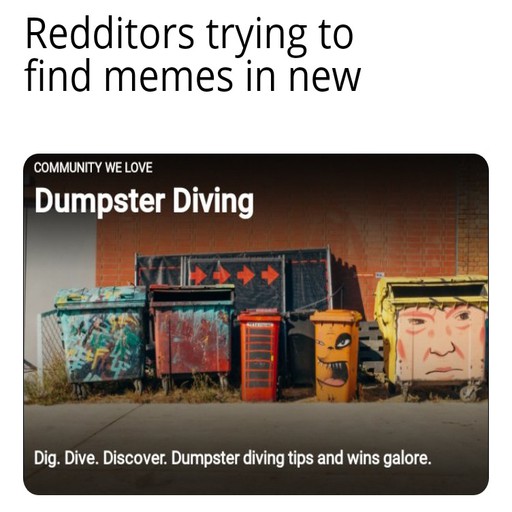 Redditors trying to
find memes in new
COMMUNITY WE LOVE
Dumpster Diving
Dig. Dive. Discover. Dumpster diving tips and wins galore.